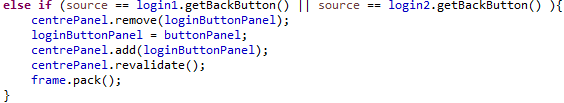 else if (source == login1.getBackButton() || source == login2.getBackButton() ){
centrePanel.remove(loginButtonPanel);
loginButtonPanel = buttonPanel;
centrePanel.add(loginButtonPanel);
centrePanel.revalidate();
frame.pack();
}